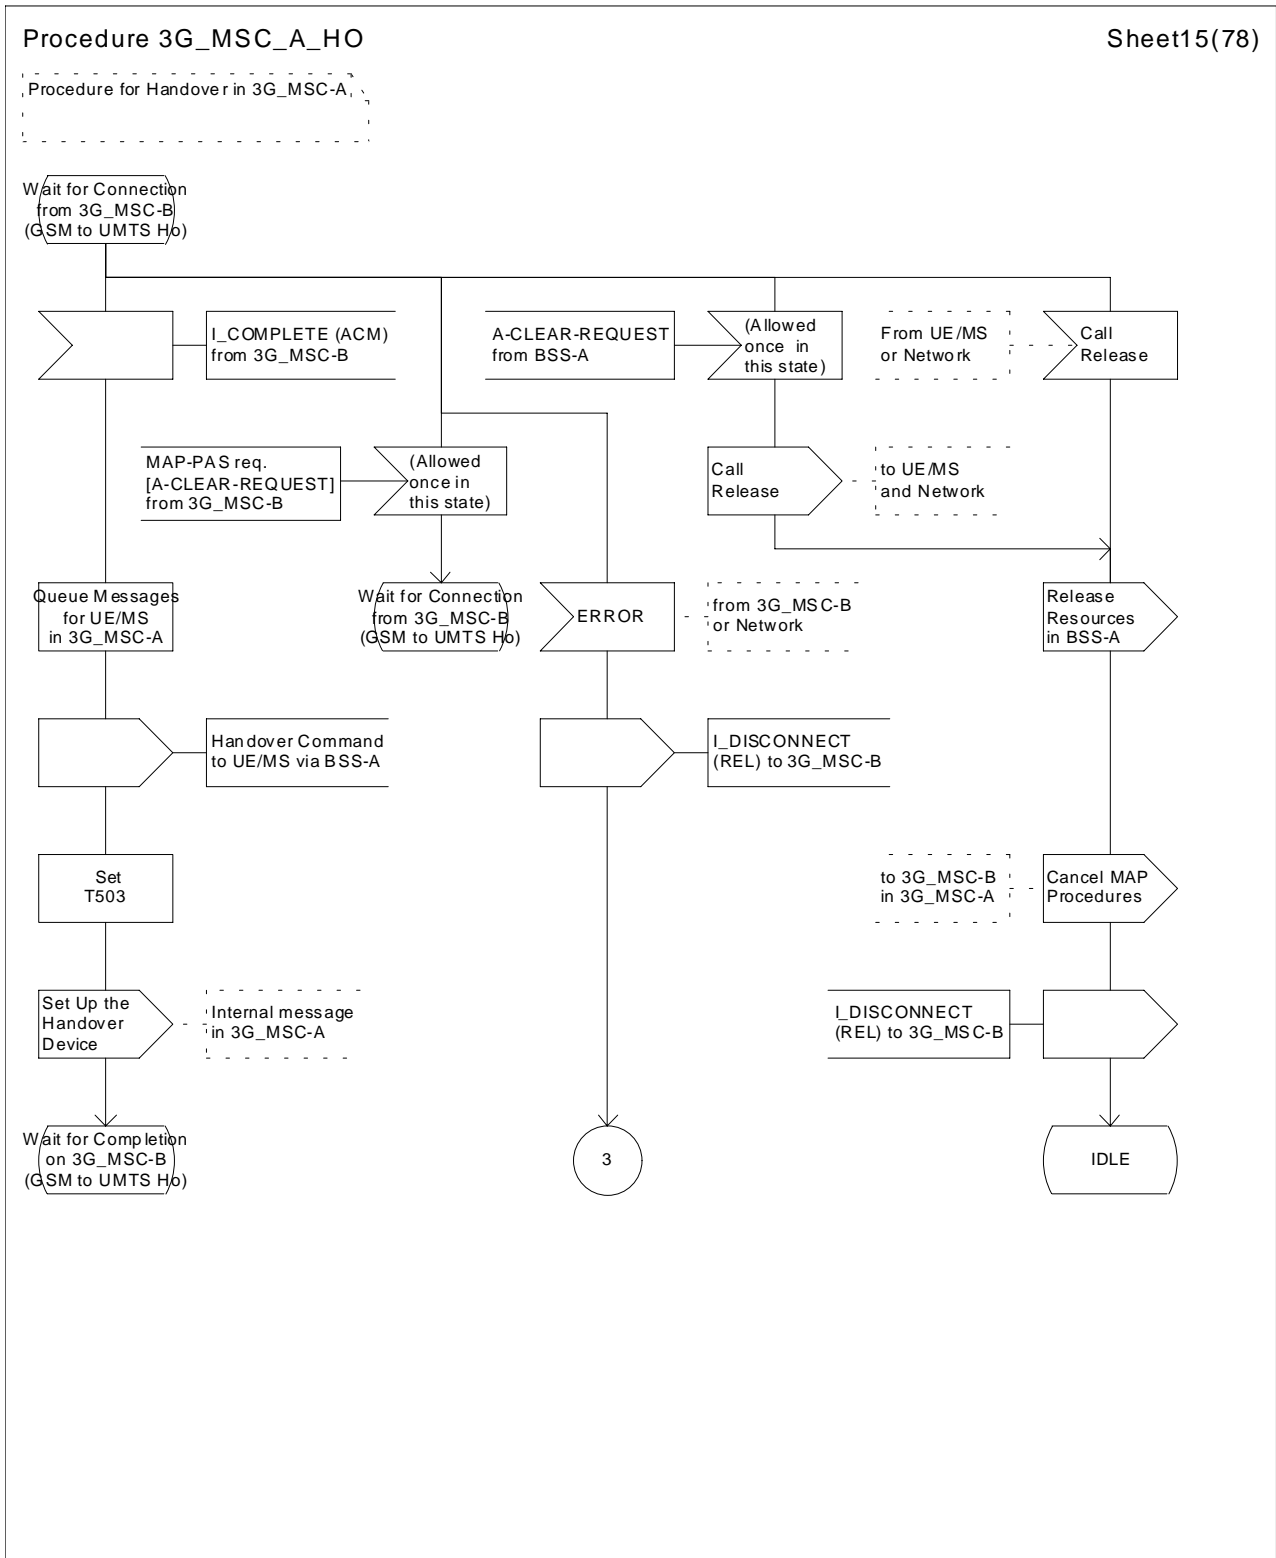 Procedure 3G_MSC_A_HO
Sheet15(78)
Procedure for Handover in 3G_MSC-A
Wait for Connection
from 3G_MSC-B
(GSM to UMTS Ho)
I_COMPLETE (ACM)
from 3G_MSC-B
A-CLEAR-REQUEST
from BSS-A
(Allowed
once in
this state)
From UE/MS
or Network
Call
Release
MAP-PAS req.
[A-CLEAR-REQUEST]
from 3G_MSC-B
(Allowed
once in
this state)
Call
Release
to UE/MS
and Network
Queue Messages
for UE/MS
in 3G_MSC-A
Wait for Connection
from 3G_MSC-B
(GSM to UMTS Ho)
ERROR
from 3G_MSC-B
or Network
Release
Resources
in BSS-A
Handover Command
to UE/MS via BSS-A
I_DISCONNECT
(REL) to 3G_MSC-B
Set
T503
to 3G_MSC-B
in 3G_MSC-A
Cancel MAP
Procedures
Set Up the
Handover
Device
Internal message
in 3G_MSC-A
I_DISCONNECT
(REL) to 3G_MSC-B
Wait for Completion
on 3G_MSC-B
(GSM to UMTS Ho)
3
IDLE